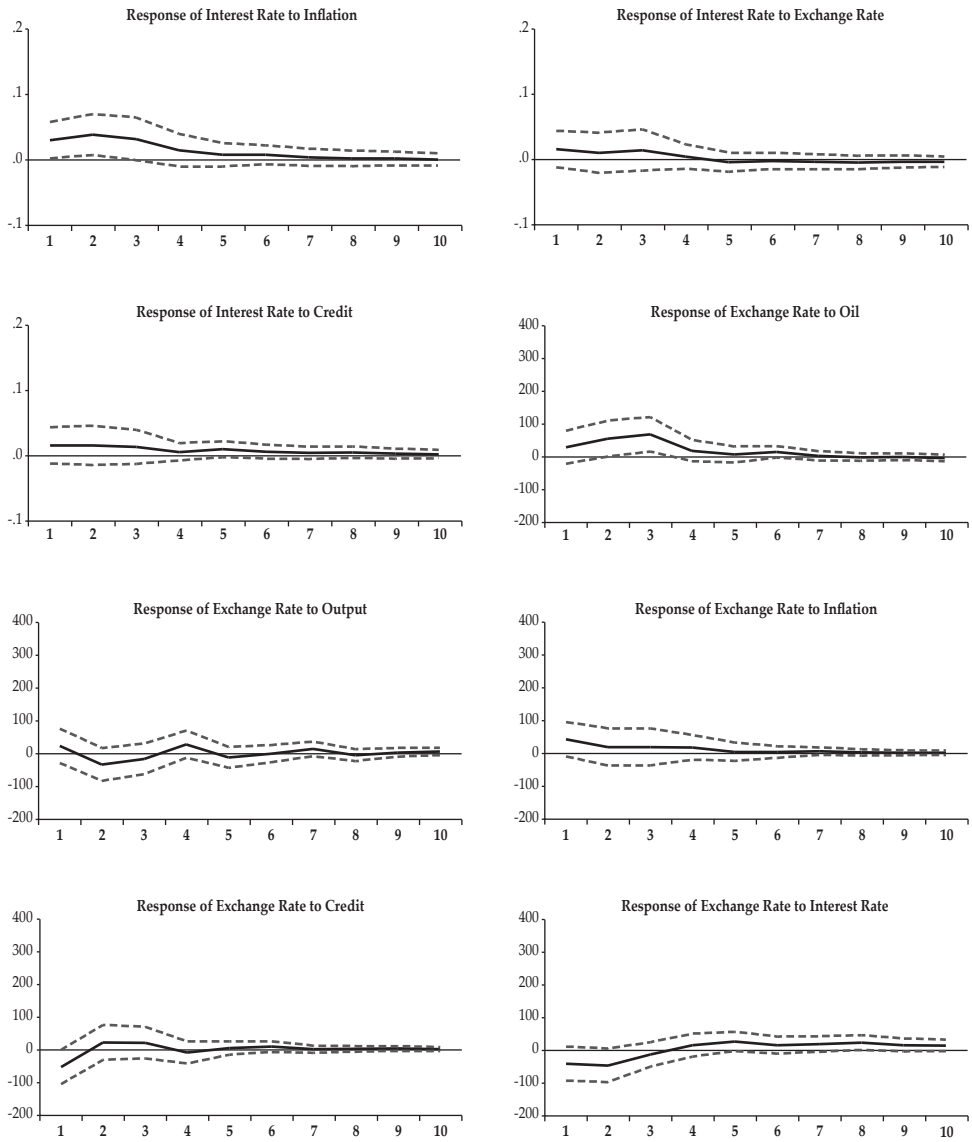 Response of Interest Rate to Inflation
.2
.1
.0
-.1
1 2 3 4 5 6 7 8 9 10
Response of Interest Rate to Exchange Rate
.2
.1
.0
-.1
1 2 3 4 5 6 7 8 9 10
Response of Interest Rate to Credit
.2
.1
.0
-.1
1 2 3 4 5 6 7 8 9 10
Response of Exchange Rate to Oil
400
300
200
100
0
-100
-200
1 2 3 4 5 6 7 8 9 10
Response of Exchange Rate to Output
400
300
200
100
0
-100
-200
1 2 3 4 5 6 7 8 9 10
Response of Exchange Rate to Inflation
400
300
200
100
0
-100
-200
1 2 3 4 5 6 7 8 9 10
Response of Exchange Rate to Credit
400
300
200
100
0
-100
-200
1 2 3 4 5 6 7 8 9 10
Response of Exchange Rate to Interest Rate
400
300
200
100
0
-100
-200
1 2 3 4 5 6 7 8 9 10